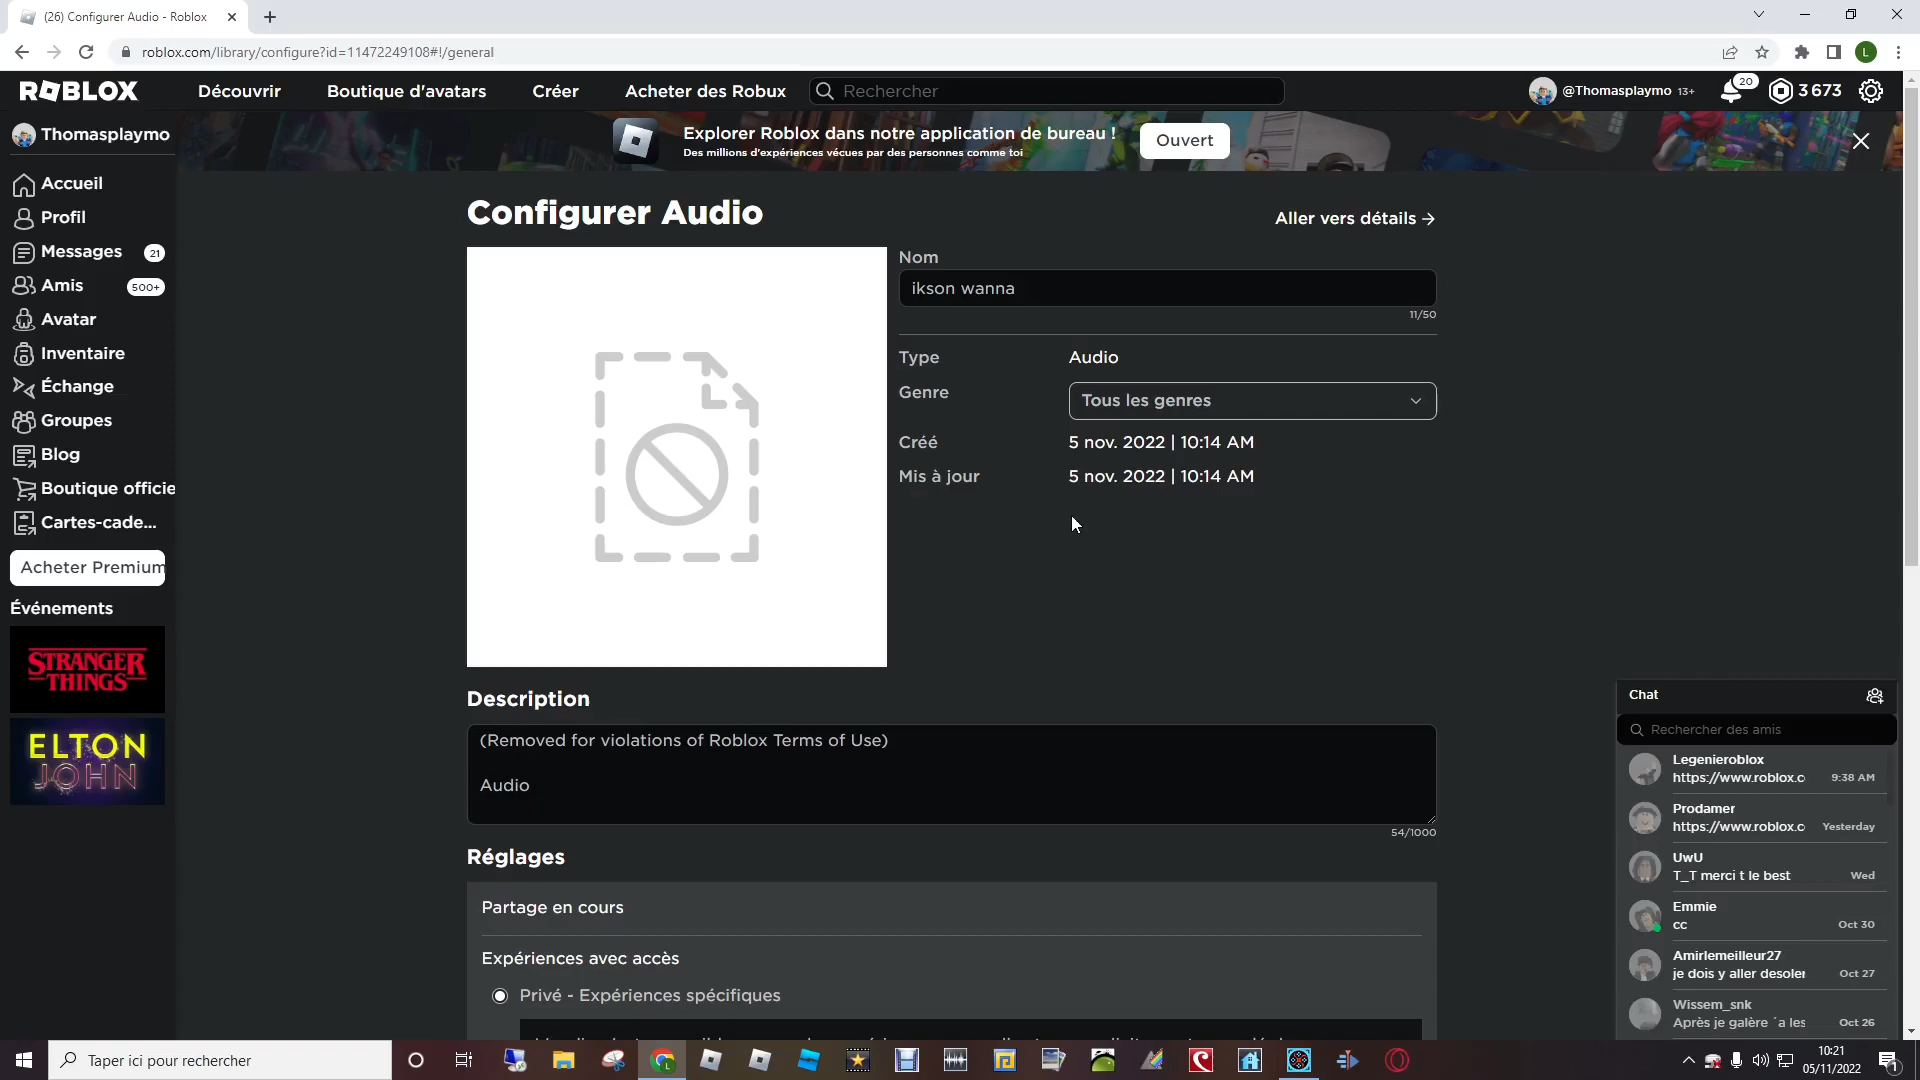 (26) Configurer Audio - Roblox
roblox.com/library/configure?id=11472249108#!/general
L
ROBLOX
Découvrir
Boutique d'avatars
Créer
Acheter des Robux
Rechercher
@Thomasplaymo 13+
20
3 673
Thomasplaymo
Explorer Roblox dans notre application de bureau !
Des millions d'expériences vécues par des personnes comme toi
Ouvert
Accueil
Profil
Messages 21
Amis 500+
Avatar
Inventaire
Échange
Groupes
Blog
Boutique officie
Cartes-cade...
Acheter Premium
Événements
STRANGER
THINGS
ELTON
JOHN
Configurer Audio
Aller vers détails
Nom
ikson wanna
11/50
Type Audio
Genre Tous les genres
Créé 5 nov. 2022 | 10:14 AM
Mis à jour 5 nov. 2022 | 10:14 AM
Description
(Removed for violations of Roblox Terms of Use)
Audio
54/1000
Réglages
Partage en cours
Expériences avec accès
Privé - Expériences spécifiques
Chat
Rechercher des amis
Legenieroblox
https://www.roblox.c 9:38 AM
Prodamer
https://www.roblox.c Yesterday
UwU
T_T merci t le best Wed
Emmie
cc Oct 30
Amirlemeilleur27
je dois y aller desoler Oct 27
Wissem_snk
Après je galère ´a les Oct 26
Taper ici pour rechercher
10:21
05/11/2022
1